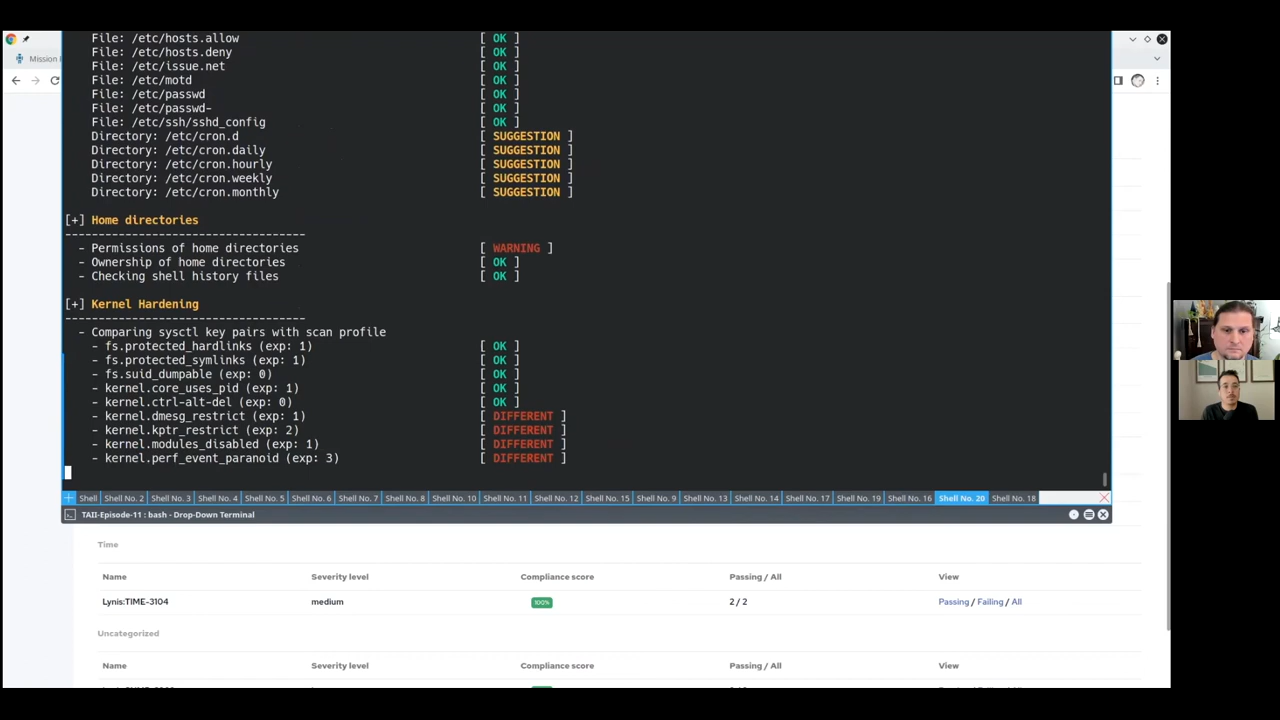 File: /etc/hosts.allow [ OK ]
File: /etc/hosts.deny [ OK ]
File: /etc/issue.net [ OK ]
File: /etc/motd [ OK ]
File: /etc/passwd [ OK ]
File: /etc/passwd- [ OK ]
File: /etc/ssh/sshd_config [ OK ]
Directory: /etc/cron.d [ SUGGESTION ]
Directory: /etc/cron.daily [ SUGGESTION ]
Directory: /etc/cron.hourly [ SUGGESTION ]
Directory: /etc/cron.weekly [ SUGGESTION ]
Directory: /etc/cron.monthly [ SUGGESTION ]
Mission
[+] Home directories
------------------------------------
- Permissions of home directories [ WARNING ]
- Ownership of home directories [ OK ]
- Checking shell history files [ OK ]
[+] Kernel Hardening
------------------------------------
- Comparing sysctl key pairs with scan profile
- fs.protected_hardlinks (exp: 1) [ OK ]
- fs.protected_symlinks (exp: 1) [ OK ]
- fs.suid_dumpable (exp: 0) [ OK ]
- kernel.core_uses_pid (exp: 1) [ OK ]
- kernel.ctrl-alt-del (exp: 0) [ OK ]
- kernel.dmesg_restrict (exp: 1) [ DIFFERENT ]
- kernel.kptr_restrict (exp: 2) [ DIFFERENT ]
- kernel.modules_disabled (exp: 1) [ DIFFERENT ]
- kernel.perf_event_paranoid (exp: 3) [ DIFFERENT ]
Shell Shell No. 2 Shell No. 3 Shell No. 4 Shell No. 5 Shell No. 6 Shell No. 7 Shell No. 8 Shell No. 10 Shell No. 11 Shell No. 12 Shell No. 15 Shell No. 9 Shell No. 13 Shell No. 14 Shell No. 17 Shell No. 19 Shell No. 16 Shell No. 20 Shell No. 18
TAII-Episode-11 : bash - Drop-Down Terminal
Time
Name Severity level Compliance score Passing / All View
Lynis:TIME-3104 medium 100% 2 / 2 Passing / Failing / All
Uncategorized
Name Severity level Compliance score Passing / All View